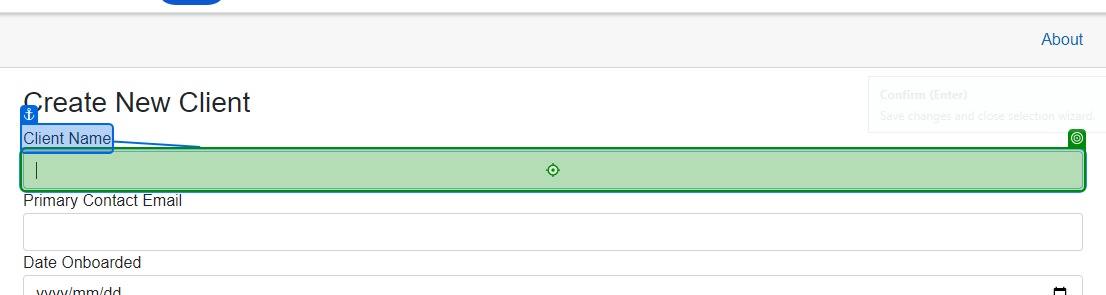 About
Create New Client
Confirm (Enter)
Save changes and close selection wizard.
Client Name
Primary Contact Email
Date Onboarded
yyyy/mm/dd